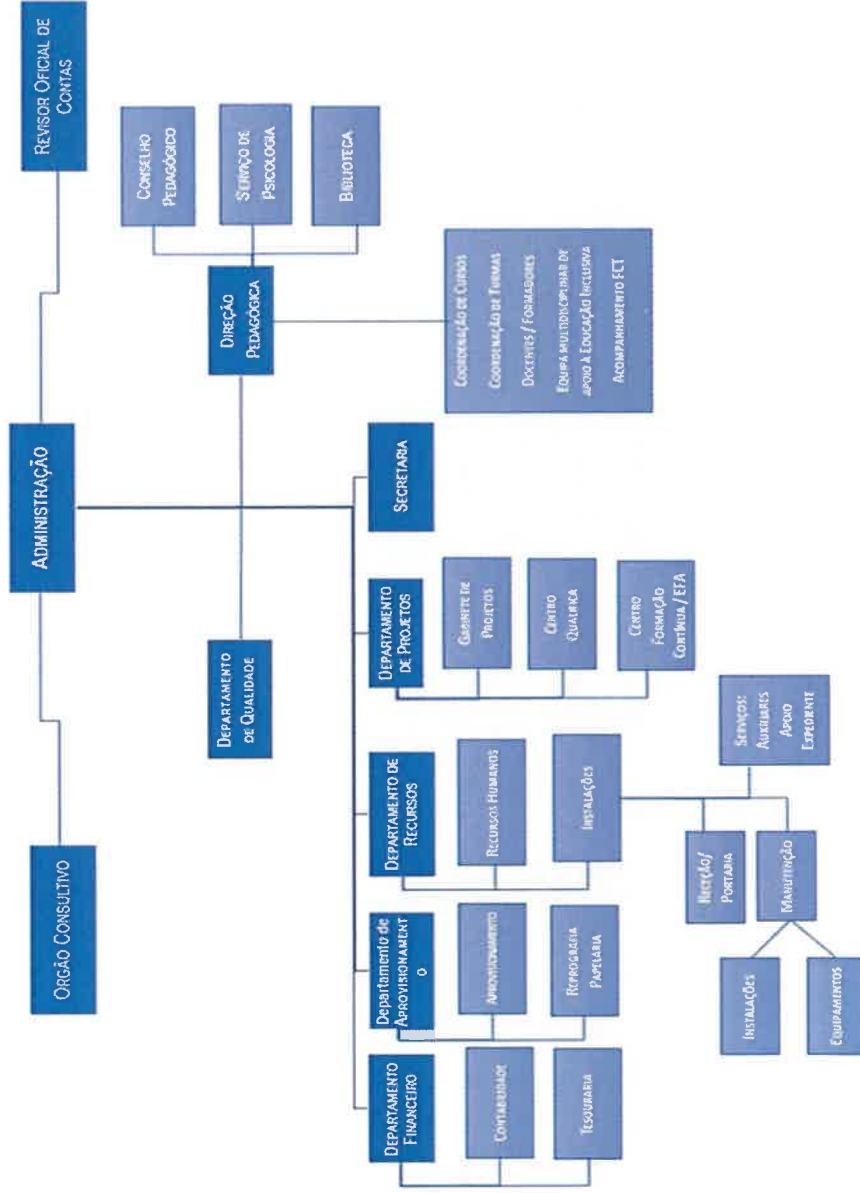 ADMINISTRAÇÃO
ORGÃO CONSULTIVO
REVISOR OFICIAL DE
CONTAS
DEPARTAMENTO
DE QUALIDADE
DIREÇÃO
PEDAGÓGICA
CONSELHO
PEDAGÓGICO
SERVIÇO DE
PSICOLOGIA
BIBLIOTECA
COORDENAÇÃO DE CURSOS
COORDENAÇÃO DE TURMAS
DOCENTES / FORMADORES
EQUIPA MULTIDISCIPLINAR DE
APOIO À EDUCAÇÃO INCLUSIVA
ACOMPANHAMENTO FCT
DEPARTAMENTO
FINANCEIRO
CONTABILIDADE
TESOURARIA
Departamento de
APROVISIONAMENT
O
APROVISIONAMENTO
REPROGRAFIA
PAPELARIA
DEPARTAMENTO DE
RECURSOS
RECURSOS HUMANOS
INSTALAÇÕES
RECEÇÃO/
PORTARIA
MANUTENÇÃO
INSTALAÇÕES
EQUIPAMENTOS
SERVIÇOS:
AUXILIARES
APOIO
EXPEDIENTE
DEPARTAMENTO
DE PROJETOS
GABINETE DE
PROJETOS
CENTRO
QUALIFICA
CENTRO
FORMAÇÃO
CONTÍNUA / EFA
SECRETARIA